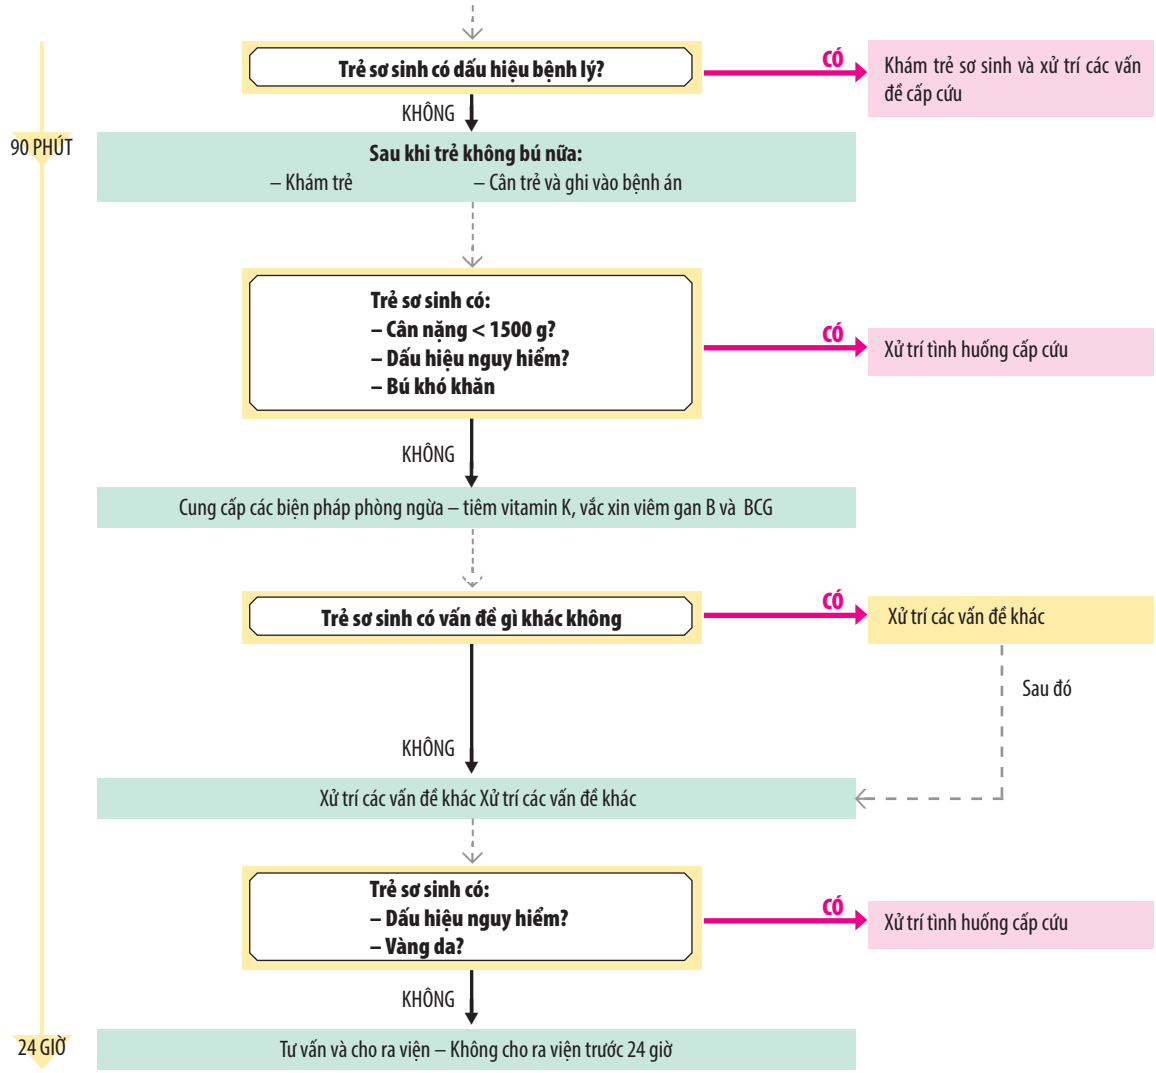 Trẻ sơ sinh có dấu hiệu bệnh lý?
CÓ
Khám trẻ sơ sinh và xử trí các vấn
đề cấp cứu
KHÔNG
90 PHÚT
Sau khi trẻ không bú nữa:
– Khám trẻ
– Cân trẻ và ghi vào bệnh án
Trẻ sơ sinh có:
– Cân nặng < 1500 g?
– Dấu hiệu nguy hiểm?
– Bú khó khăn
CÓ
Xử trí tình huống cấp cứu
KHÔNG
Cung cấp các biện pháp phòng ngừa – tiêm vitamin K, vắc xin viêm gan B và BCG
Trẻ sơ sinh có vấn đề gì khác không
CÓ
Xử trí các vấn đề khác
Sau đó
KHÔNG
Xử trí các vấn đề khác Xử trí các vấn đề khác
Trẻ sơ sinh có:
– Dấu hiệu nguy hiểm?
– Vàng da?
CÓ
Xử trí tình huống cấp cứu
KHÔNG
24 GIỜ
Tư vấn và cho ra viện – Không cho ra viện trước 24 giờ